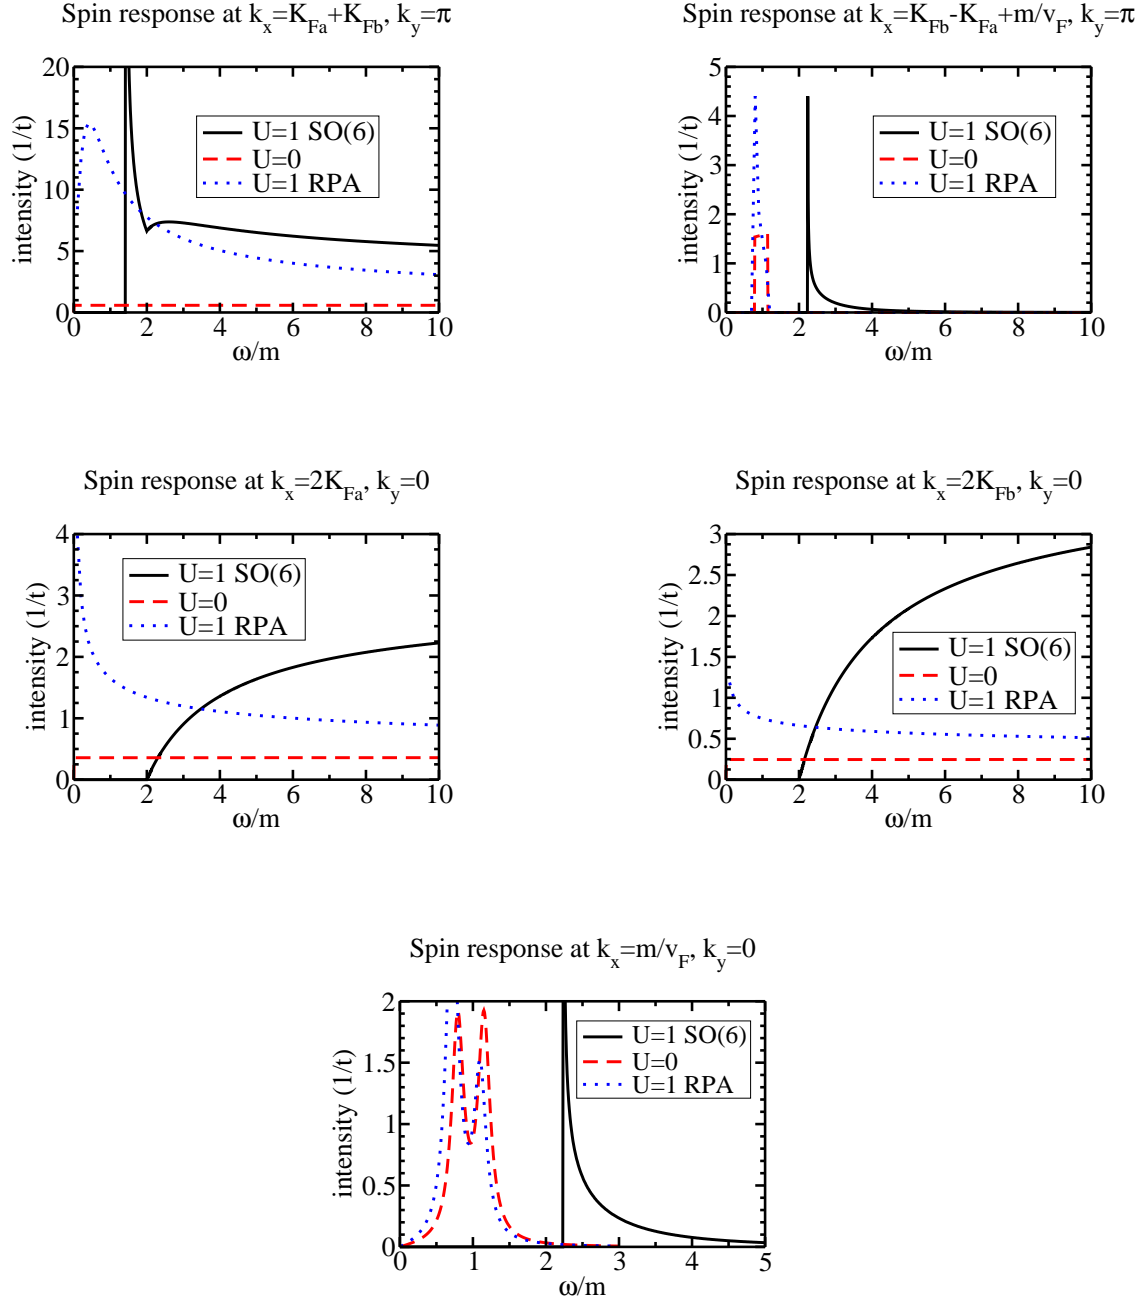 Spin response at k_x=K_Fa+K_Fb, k_y=π
20
15
10
5
0
intensity (1/t)
U=1 SO(6)
U=0
U=1 RPA
0 2 4 6 8 10
ω/m
Spin response at k_x=K_Fb-K_Fa+m/v_F, k_y=π
5
4
3
2
1
0
intensity (1/t)
U=1 SO(6)
U=0
U=1 RPA
0 2 4 6 8 10
ω/m
Spin response at k_x=2K_Fa, k_y=0
4
3
2
1
0
intensity (1/t)
U=1 SO(6)
U=0
U=1 RPA
0 2 4 6 8 10
ω/m
Spin response at k_x=2K_Fb, k_y=0
3
2.5
2
1.5
1
0.5
0
intensity (1/t)
U=1 SO(6)
U=0
U=1 RPA
0 2 4 6 8 10
ω/m
Spin response at k_x=m/v_F, k_y=0
2
1.5
1
0.5
0
intensity (1/t)
U=1 SO(6)
U=0
U=1 RPA
0 1 2 3 4 5
ω/m